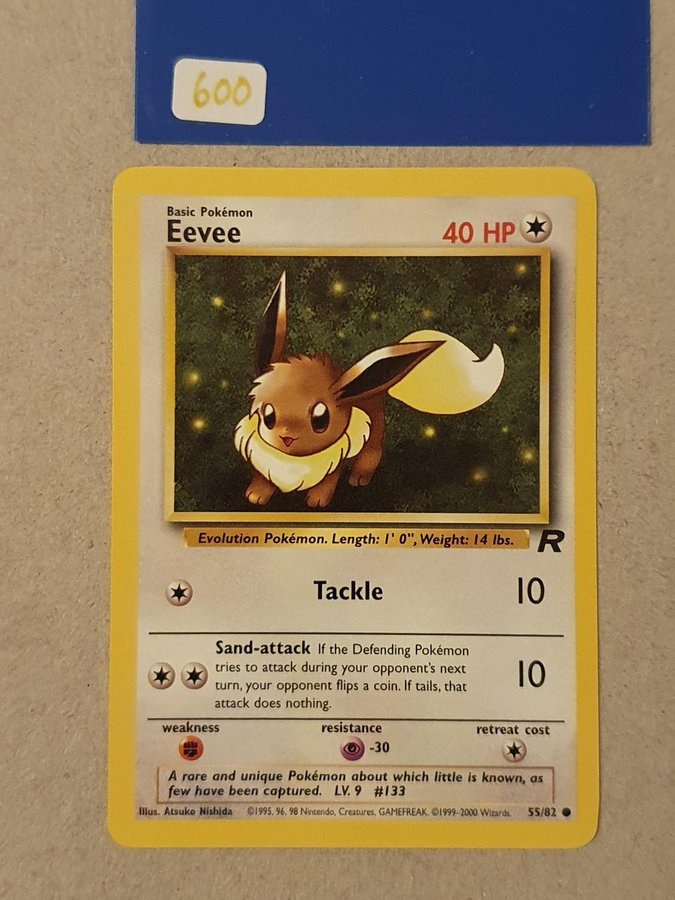 600
Basic Pokémon
Eevee
40 HP
Evolution Pokémon. Length: 1' 0", Weight: 14 lbs.
R
Tackle 10
Sand-attack If the Defending Pokémon
tries to attack during your opponent's next
turn, your opponent flips a coin. If tails, that
attack does nothing.
10
weakness resistance retreat cost
-30
A rare and unique Pokémon about which little is known, as
few have been captured. LV. 9 #133
Illus. Atsuko Nishida ©1995, 96, 98 Nintendo, Creatures, GAMEFREAK. ©1999-2000 Wizards. 55/82